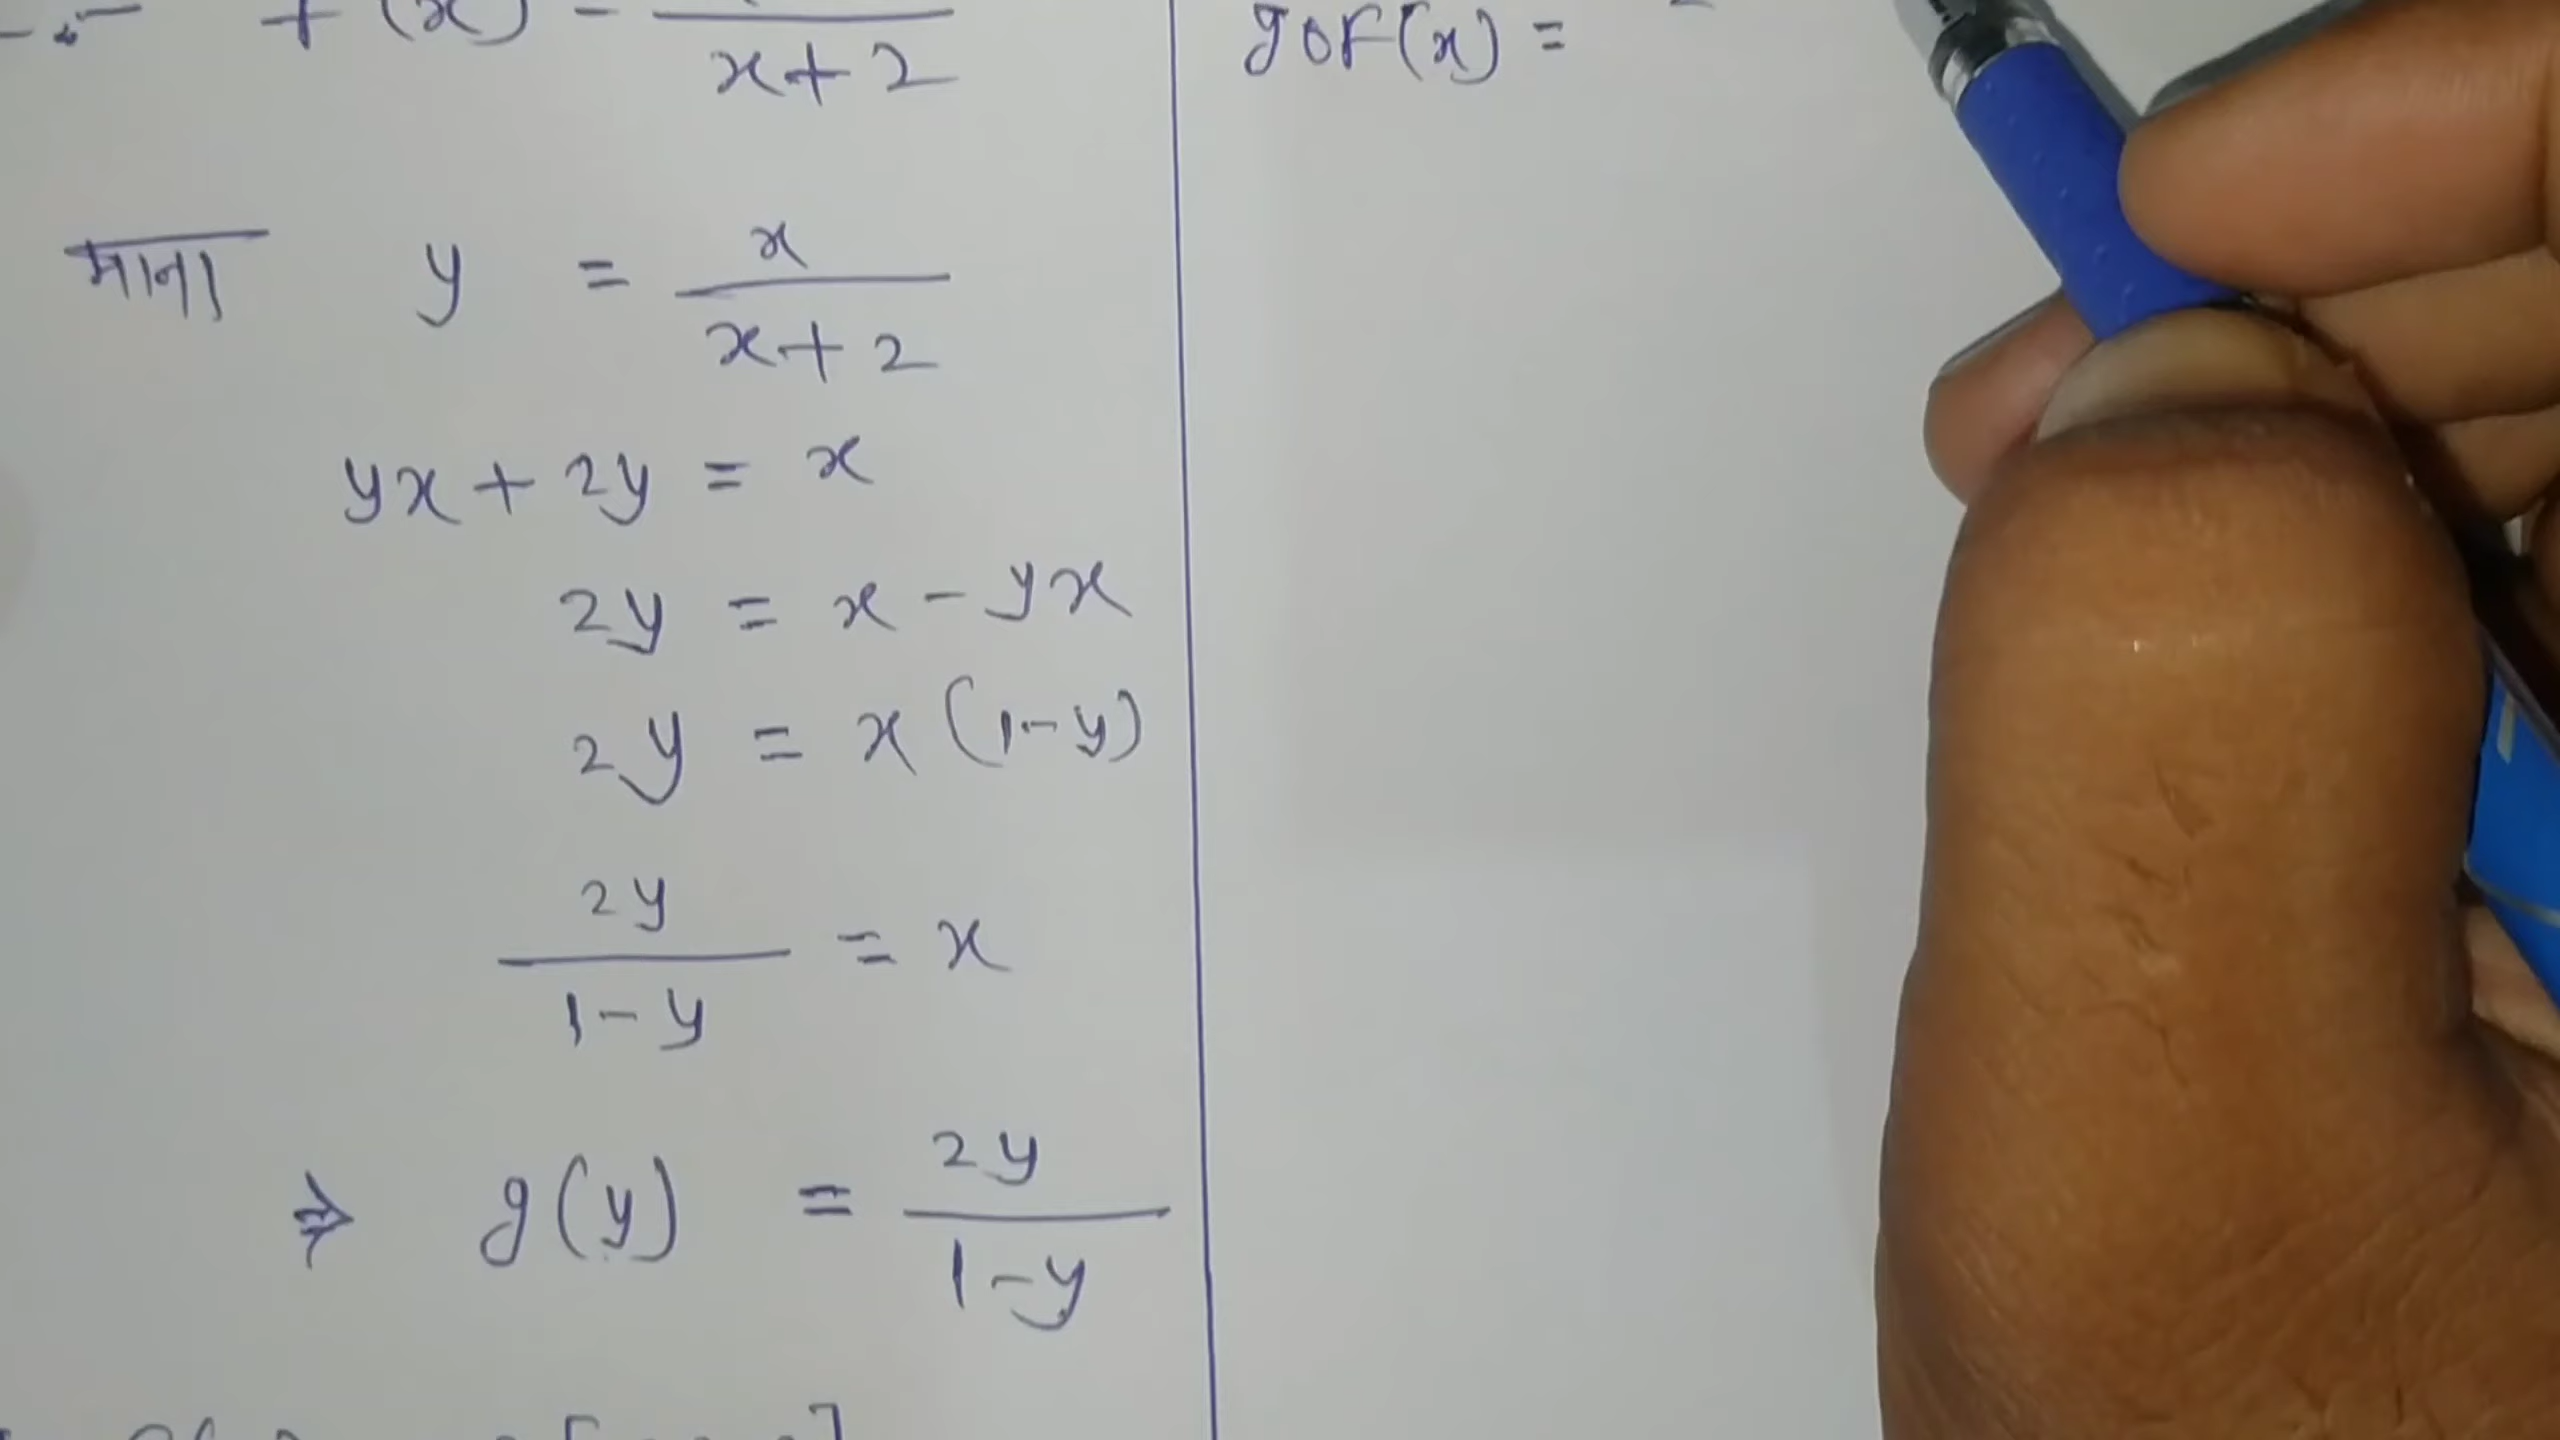 x+2
माना y = x/(x+2)
yx + 2y = x
2y = x - yx
2y = x (1-y)
2y/(1-y) = x
⇒ g(y) = 2y/(1-y)
gof(x) =